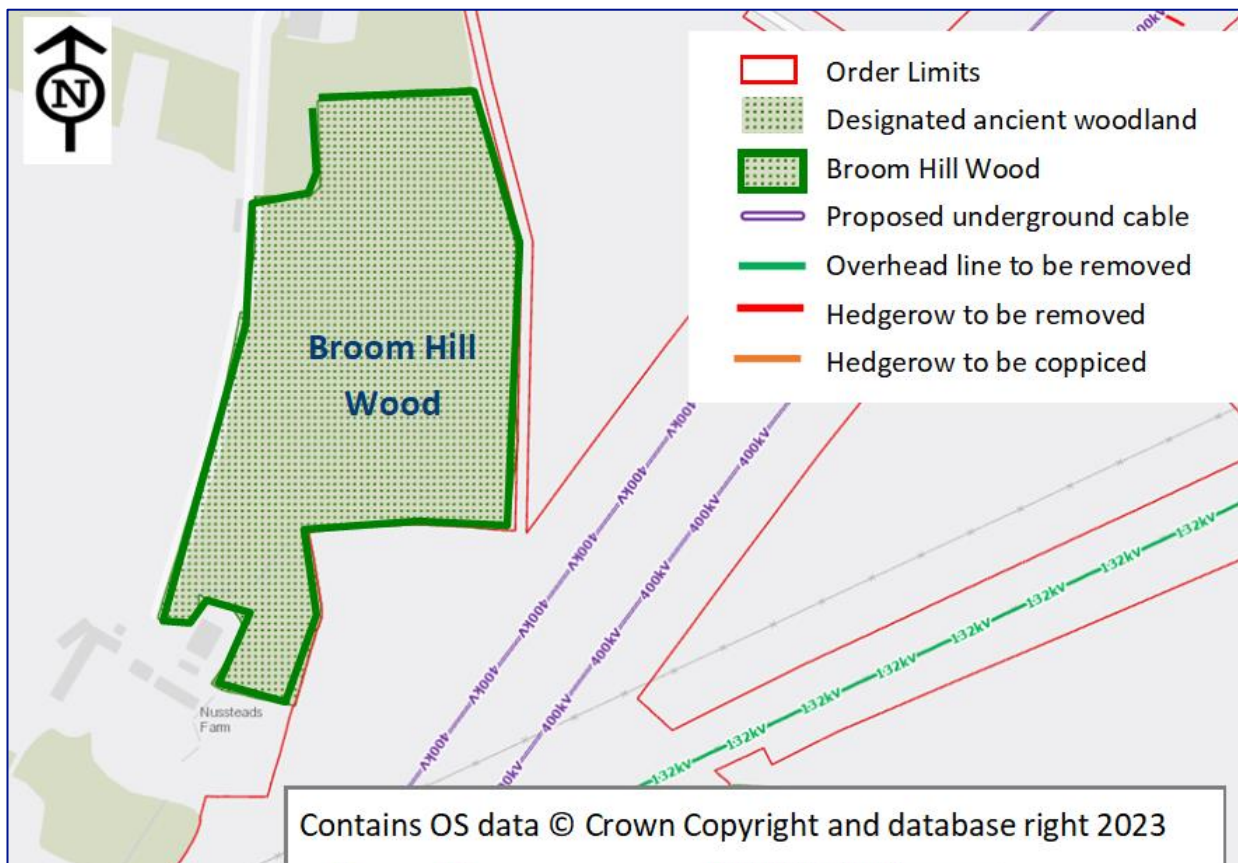 N
Order Limits
Designated ancient woodland
Broom Hill Wood
Proposed underground cable
Overhead line to be removed
Hedgerow to be removed
Hedgerow to be coppiced
400kV
400kV
Broom Hill
Wood
400kV
400kV
400kV
400kV
400kV
400kV
400kV
400kV
400kV
400kV
132kV
132kV
132kV
132kV
132kV
132kV
132kV
Nussteads
Farm
Contains OS data © Crown Copyright and database right 2023